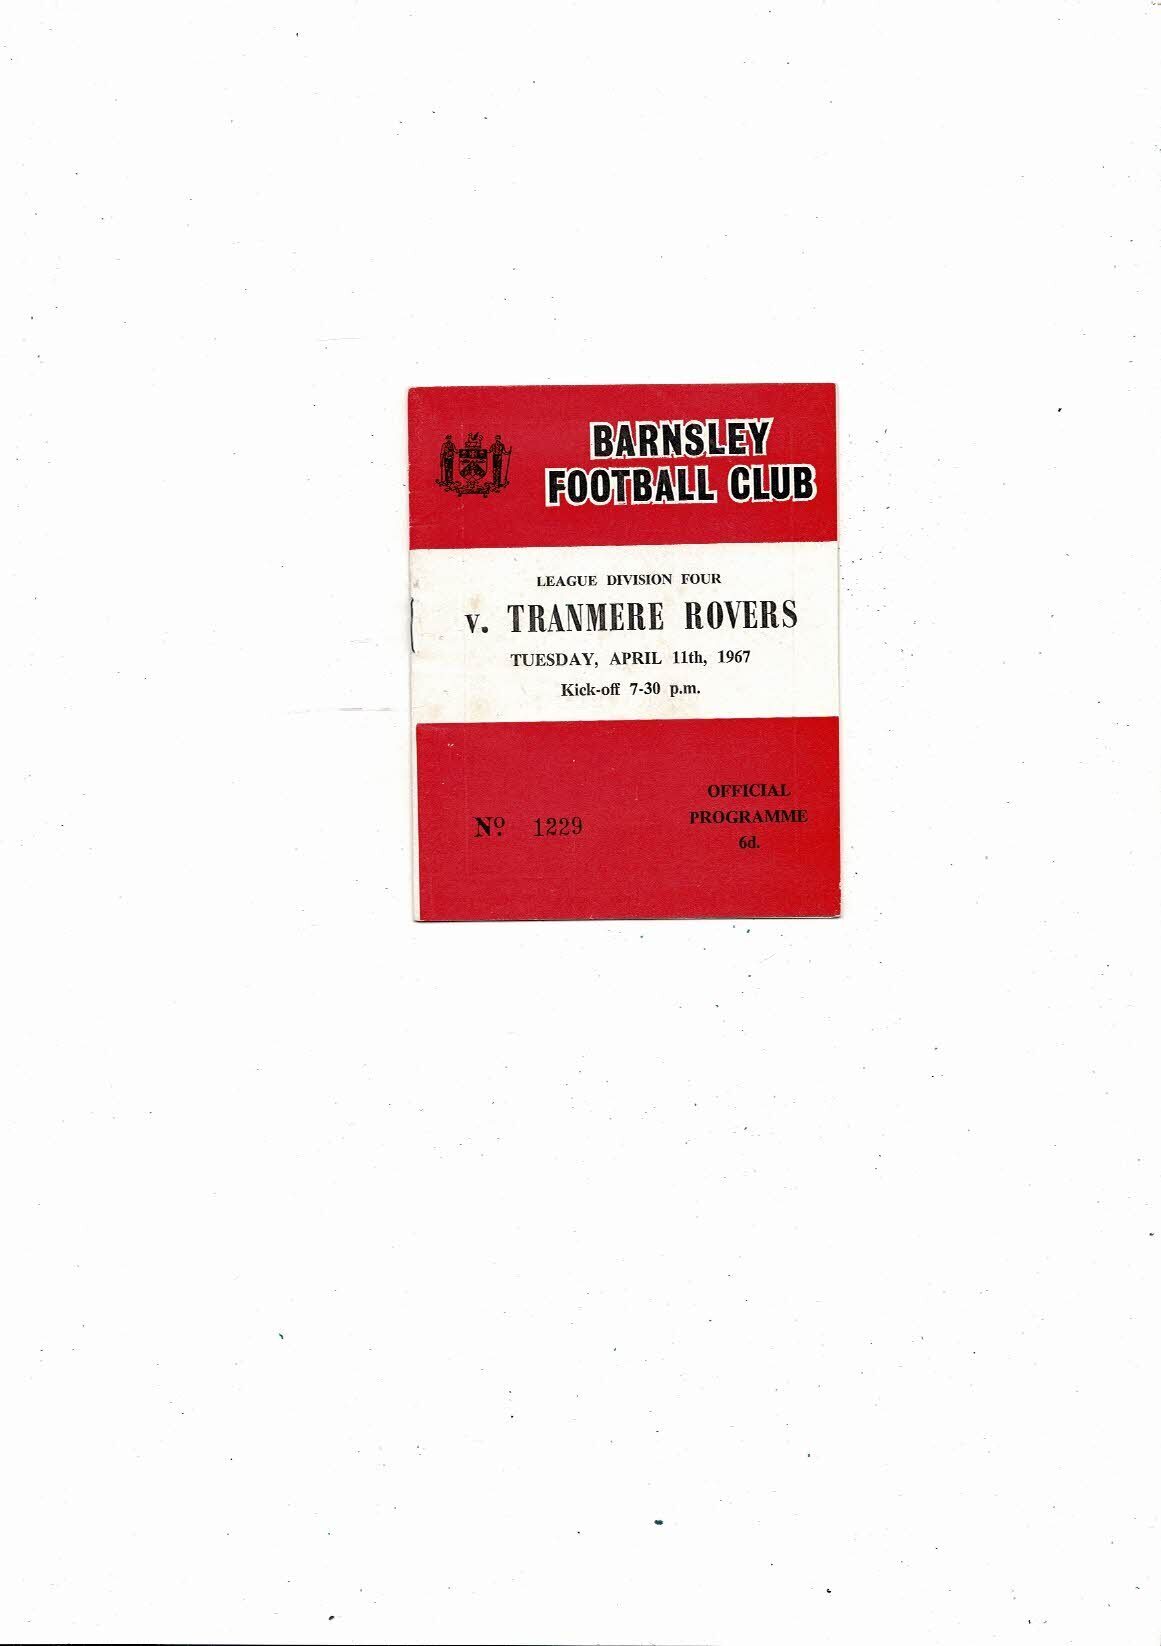 BARNSLEY
FOOTBALL CLUB
LEAGUE DIVISION FOUR
v. TRANMERE ROVERS
TUESDAY, APRIL 11th, 1967
Kick-off 7-30 p.m.
OFFICIAL
PROGRAMME
6d.
No. 1229